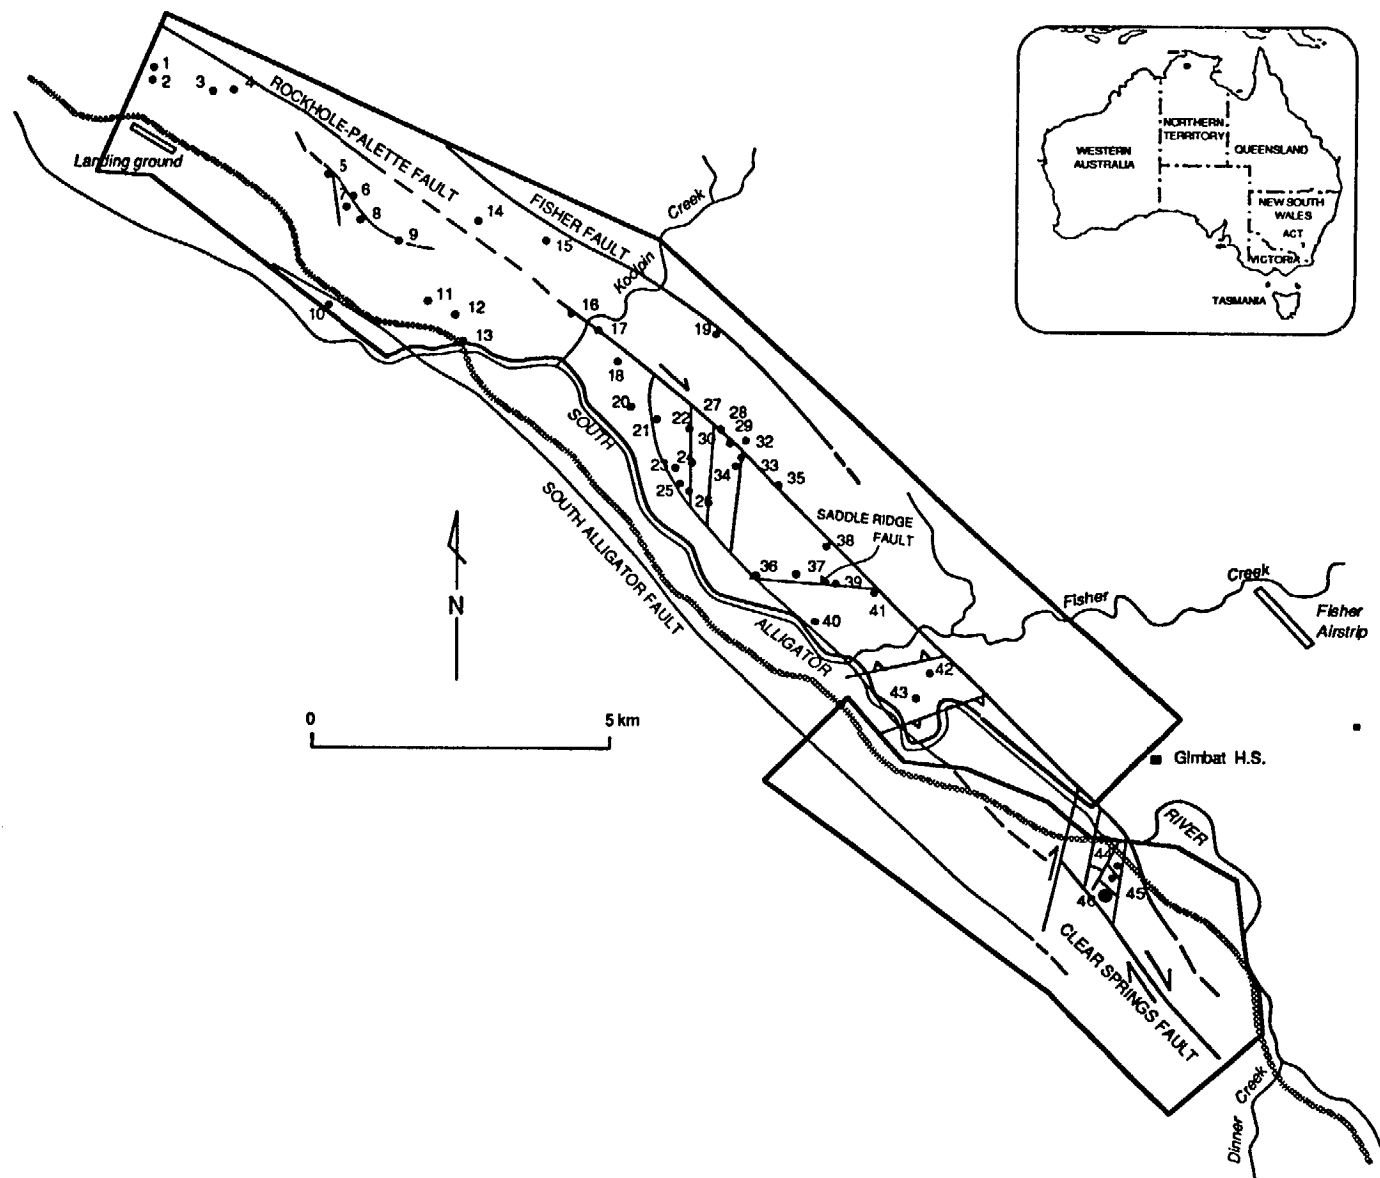 1
2
3
4
ROCKHOLE-PALETTE FAULT
Landing ground
5
6
7
8
9
14
15
FISHER FAULT
Creek
Koolpin
10
11
12
13
16
17
18
19
20
21
22
23
24
25
26
27
28
29
30
32
33
34
35
SOUTH
SOUTH ALLIGATOR FAULT
SADDLE RIDGE
FAULT
36
37
38
39
40
41
ALLIGATOR
Fisher
Creek
Fisher
Airstrip
42
43
N
0
5 km
Gimbat H.S.
RIVER
44
45
46
CLEAR SPRINGS FAULT
Dinner
Creek
WESTERN
AUSTRALIA
NORTHERN
TERRITORY
QUEENSLAND
NEW SOUTH
WALES
ACT
VICTORIA
TASMANIA